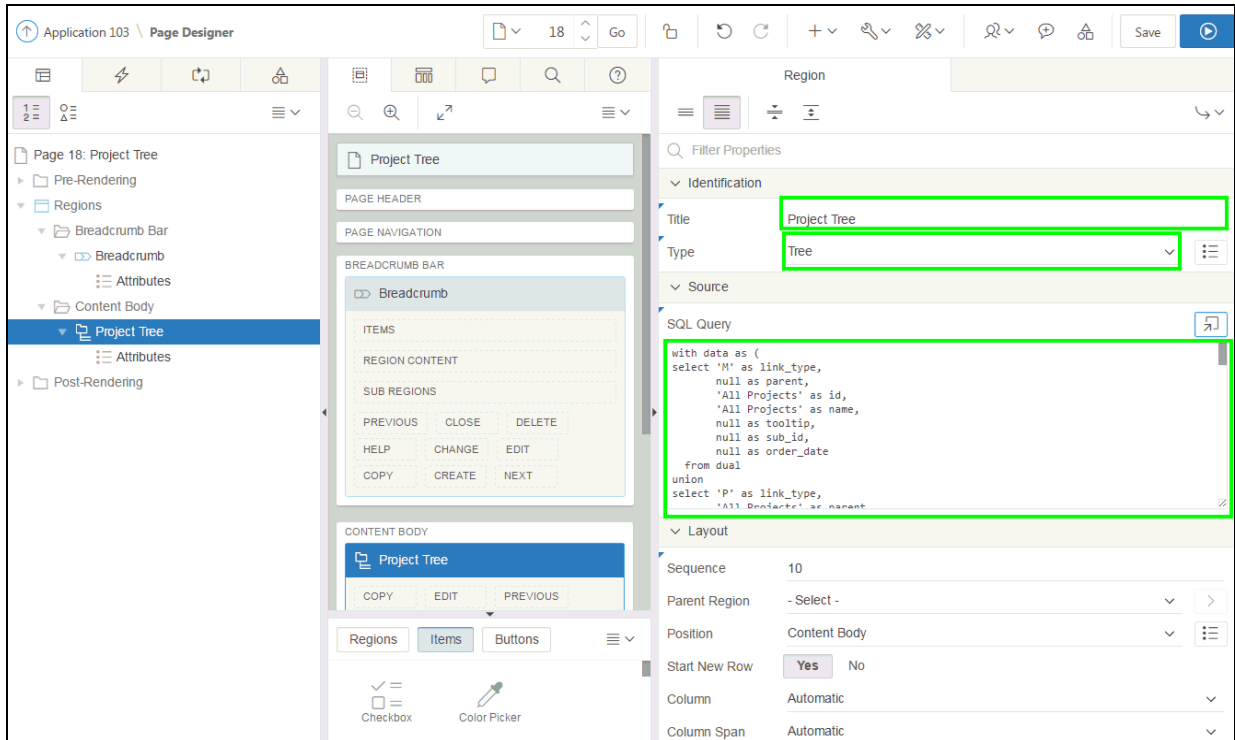 Application 103 \ Page Designer
18
Go
Save
Region
1
2
Page 18: Project Tree
Pre-Rendering
Regions
Breadcrumb Bar
Breadcrumb
Attributes
Content Body
Project Tree
Attributes
Post-Rendering
Project Tree
PAGE HEADER
PAGE NAVIGATION
BREADCRUMB BAR
Breadcrumb
ITEMS
REGION CONTENT
SUB REGIONS
PREVIOUS CLOSE DELETE
HELP CHANGE EDIT
COPY CREATE NEXT
CONTENT BODY
Project Tree
COPY EDIT PREVIOUS
Regions Items Buttons
Checkbox Color Picker
Filter Properties
Identification
Title Project Tree
Type Tree
Source
SQL Query
with data as (
select 'M' as link_type,
null as parent,
'All Projects' as id,
'All Projects' as name,
null as tooltip,
null as sub_id,
null as order_date
from dual
union
select 'P' as link_type,
'All Projects' as parent
Layout
Sequence 10
Parent Region - Select -
Position Content Body
Start New Row Yes No
Column Automatic
Column Span Automatic